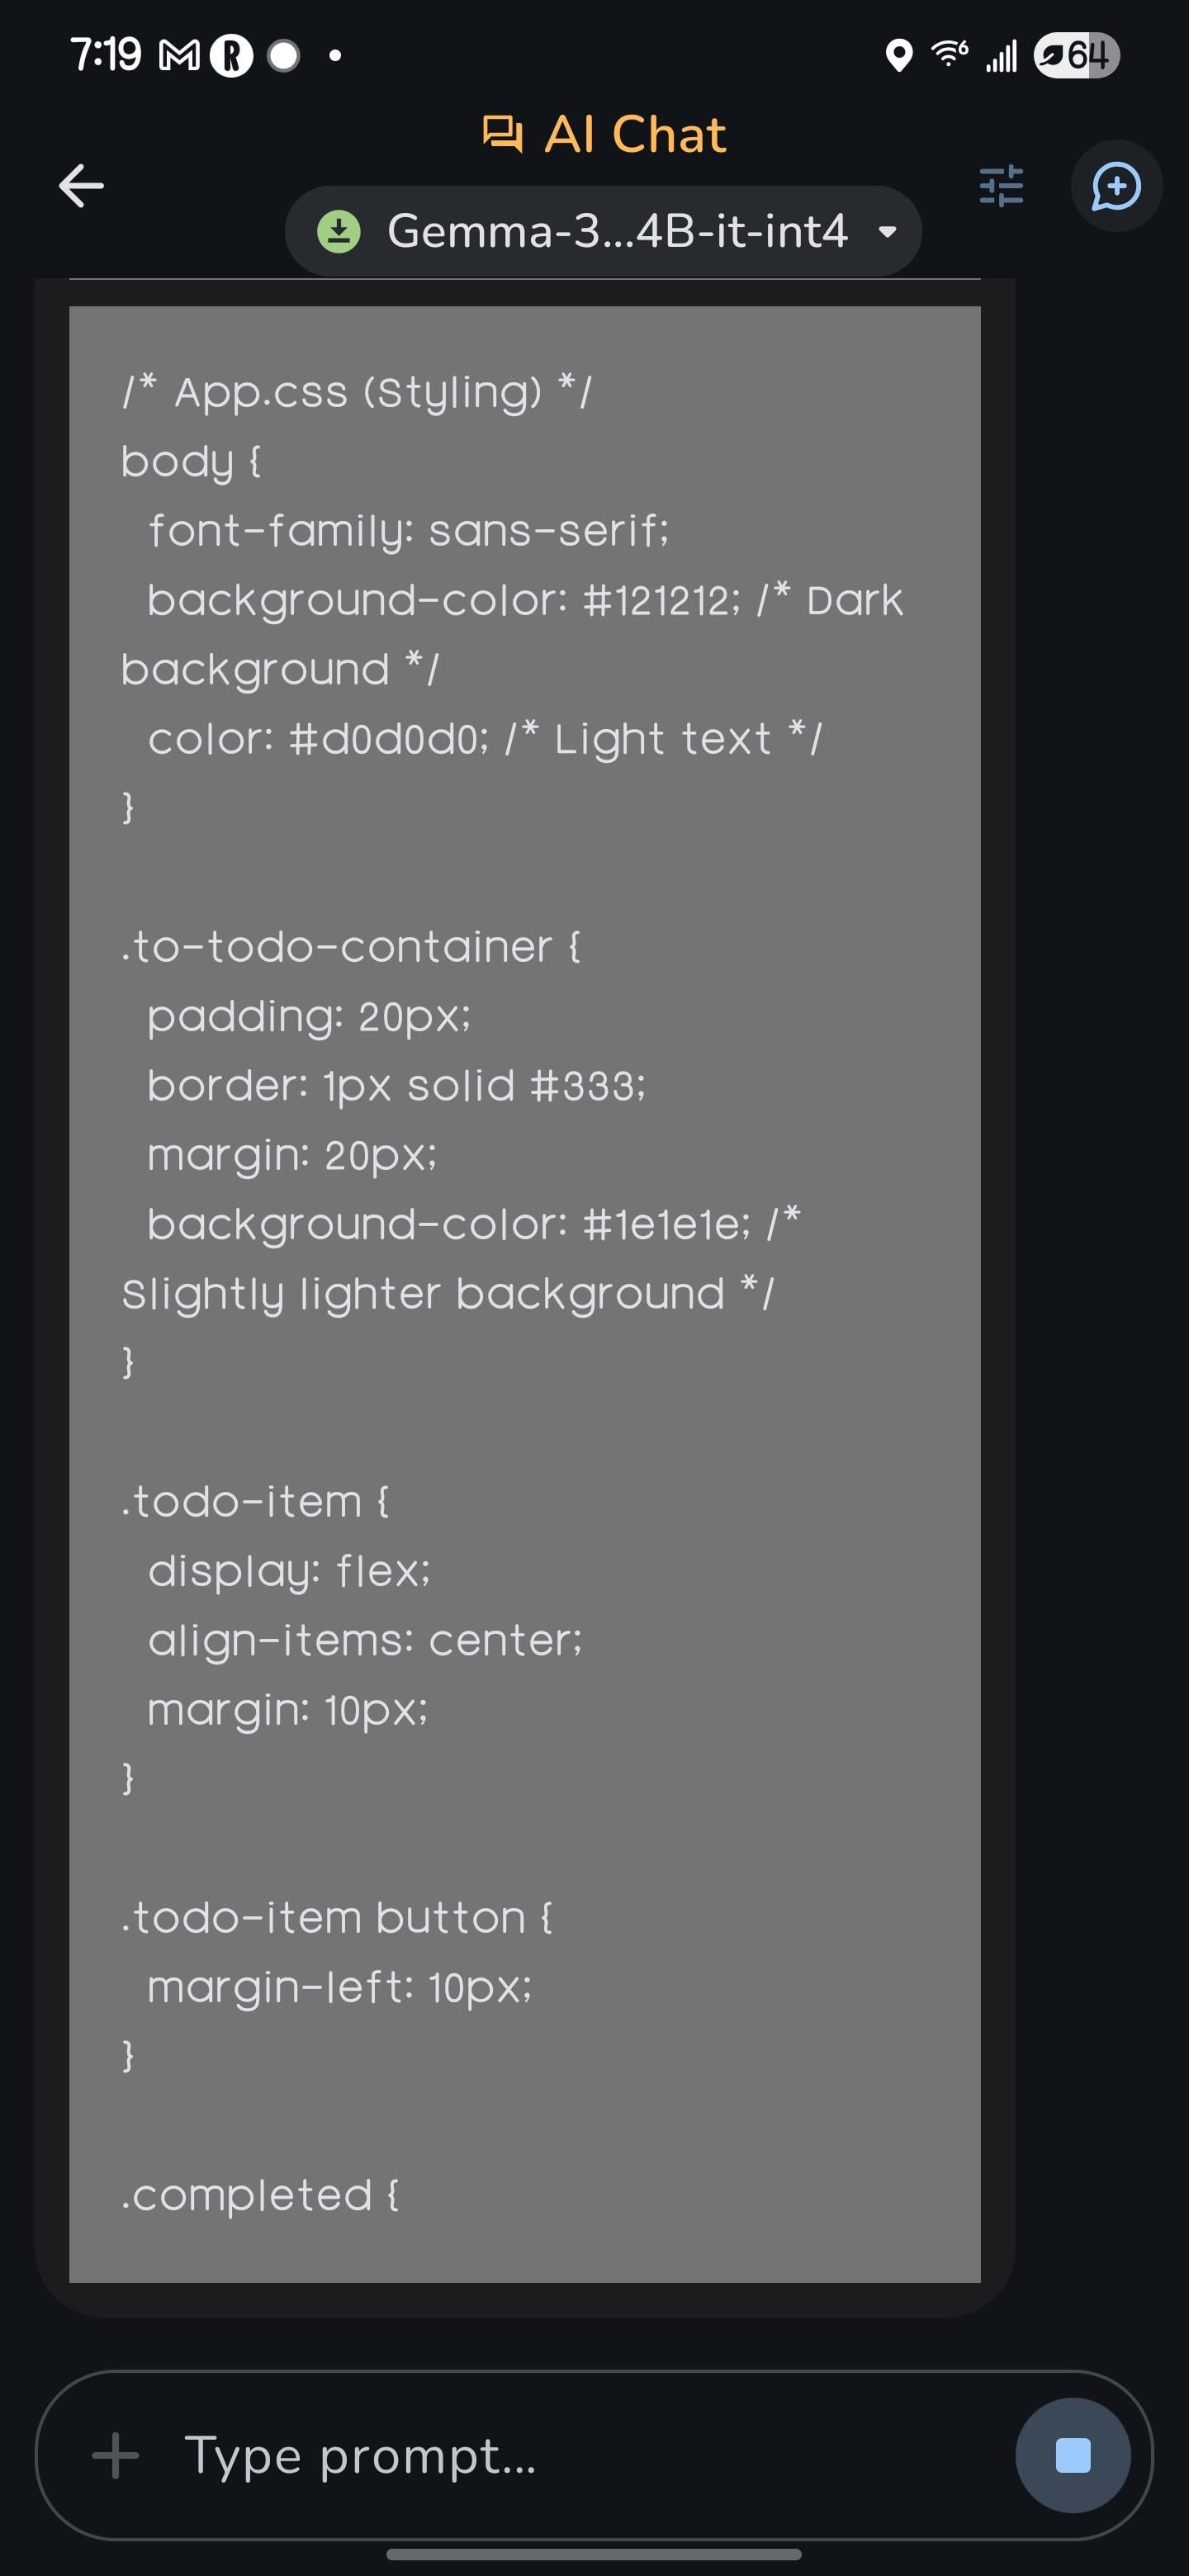 7:19
64
AI Chat
Gemma-3...4B-it-int4
/* App.css (Styling) */
body {
  font-family: sans-serif;
  background-color: #121212; /* Dark
background */
  color: #d0d0d0; /* Light text */
}
.to-todo-container {
  padding: 20px;
  border: 1px solid #333;
  margin: 20px;
  background-color: #1e1e1e; /*
Slightly lighter background */
}
.todo-item {
  display: flex;
  align-items: center;
  margin: 10px;
}
.todo-item button {
  margin-left: 10px;
}
.completed {
Type prompt...